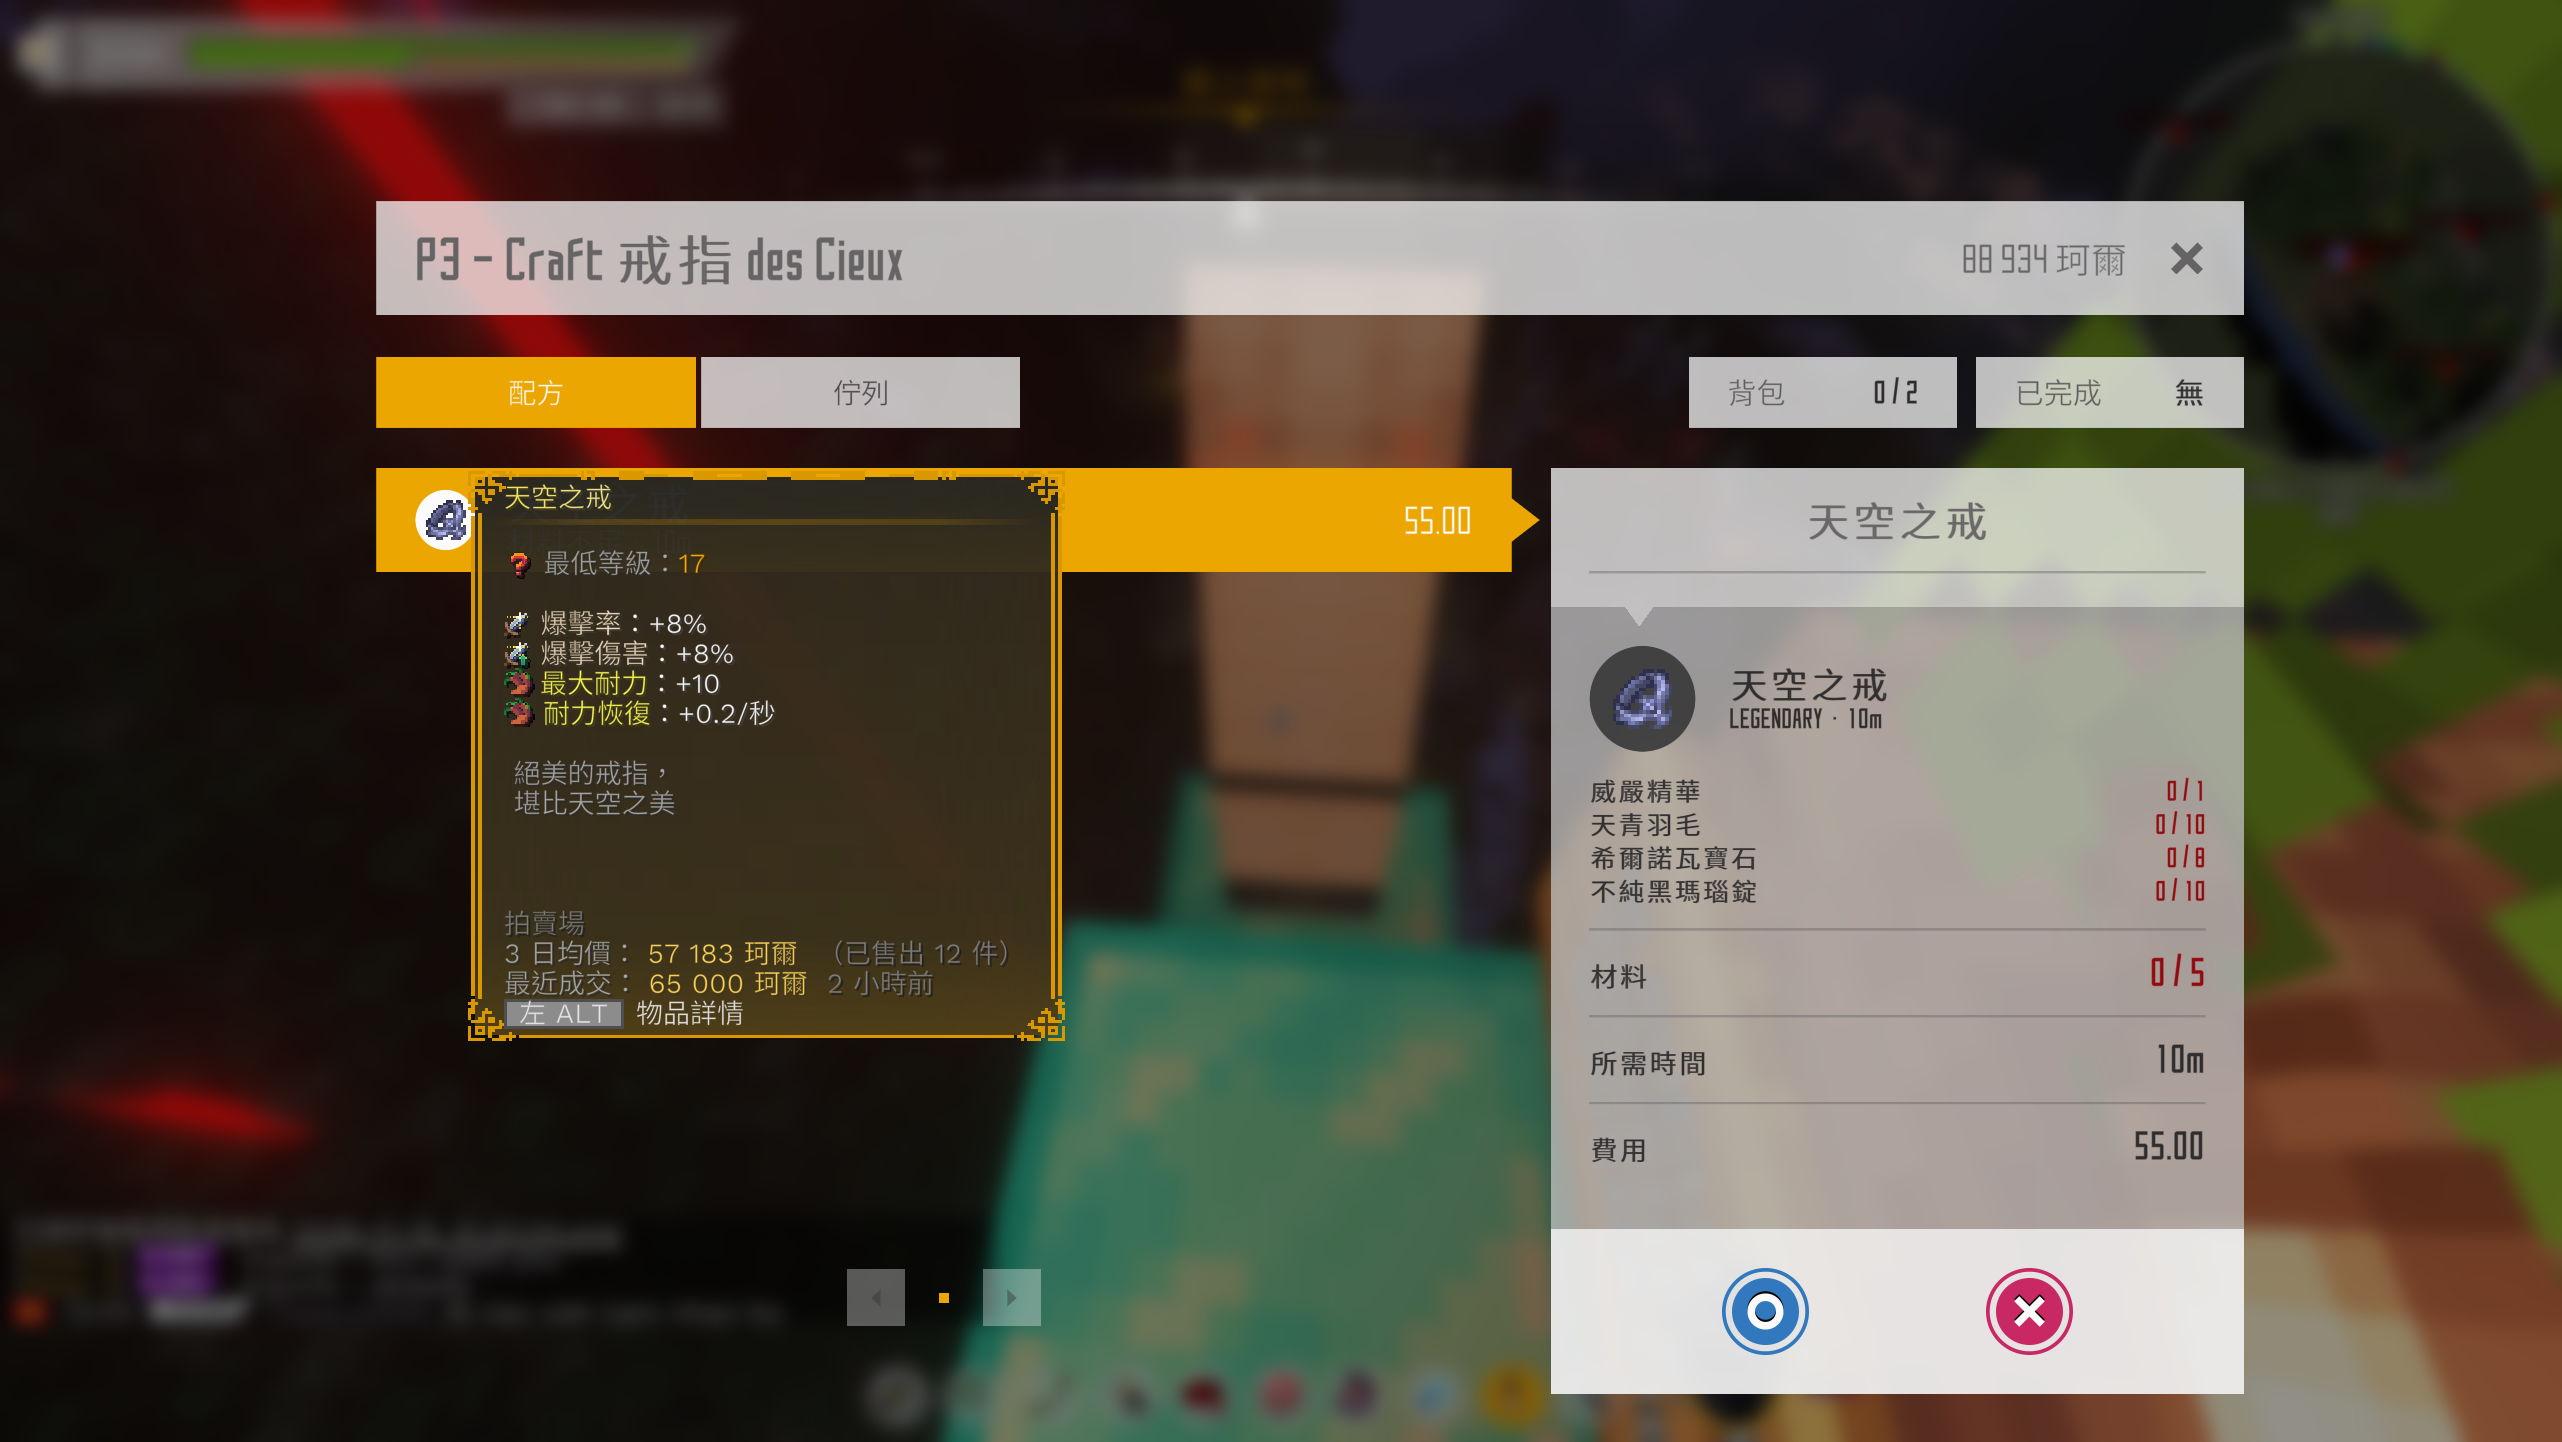 P3 - Craft 戒指 des Cieux
88 934 珂爾
配方
佇列
背包 0/2
已完成 無
55.00
天空之戒
最低等級：17
爆擊率：+8%
爆擊傷害：+8%
最大耐力：+10
耐力恢復：+0.2/秒
絕美的戒指，
堪比天空之美
拍賣場
3 日均價： 57 183 珂爾 （已售出 12 件）
最近成交： 65 000 珂爾 2 小時前
左 ALT 物品詳情
天空之戒
天空之戒
LEGENDARY · 10m
威嚴精華 0/1
天青羽毛 0/10
希爾諾瓦寶石 0/8
不純黑瑪瑙錠 0/10
材料 0/5
所需時間 10m
費用 55.00